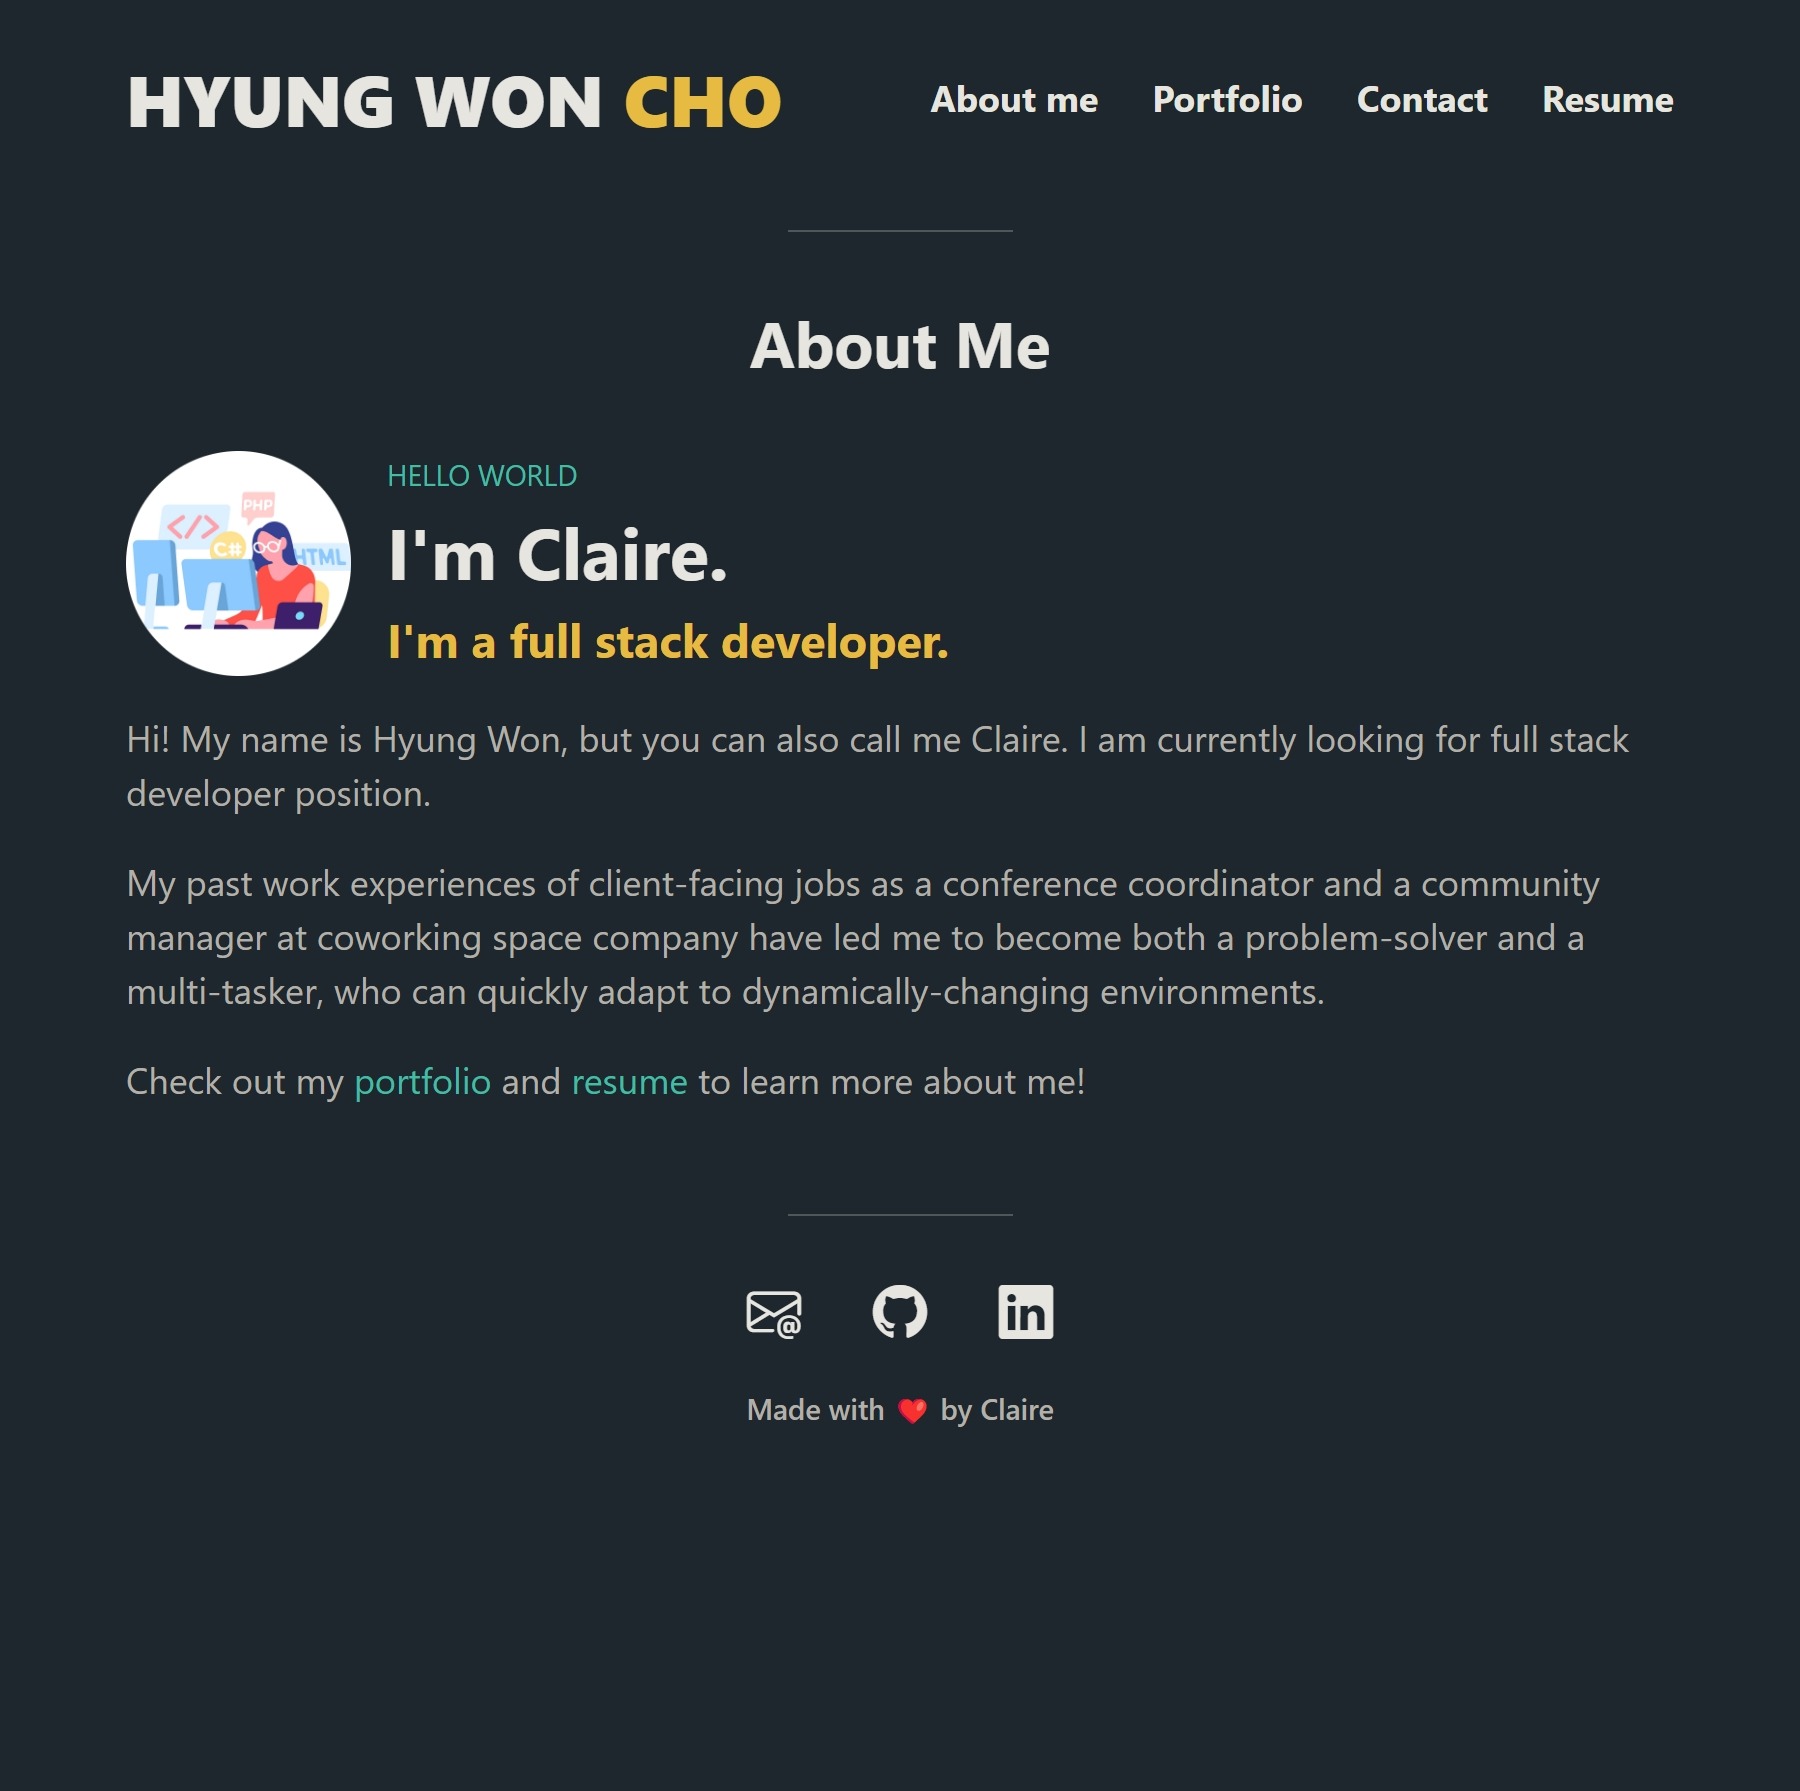 HYUNG WON CHO
About me Portfolio Contact Resume
About Me
PHP
</>
C#
HTML
HELLO WORLD
I'm Claire.
I'm a full stack developer.
Hi! My name is Hyung Won, but you can also call me Claire. I am currently looking for full stack
developer position.
My past work experiences of client-facing jobs as a conference coordinator and a community
manager at coworking space company have led me to become both a problem-solver and a
multi-tasker, who can quickly adapt to dynamically-changing environments.
Check out my portfolio and resume to learn more about me!
@
in
Made with ❤️ by Claire